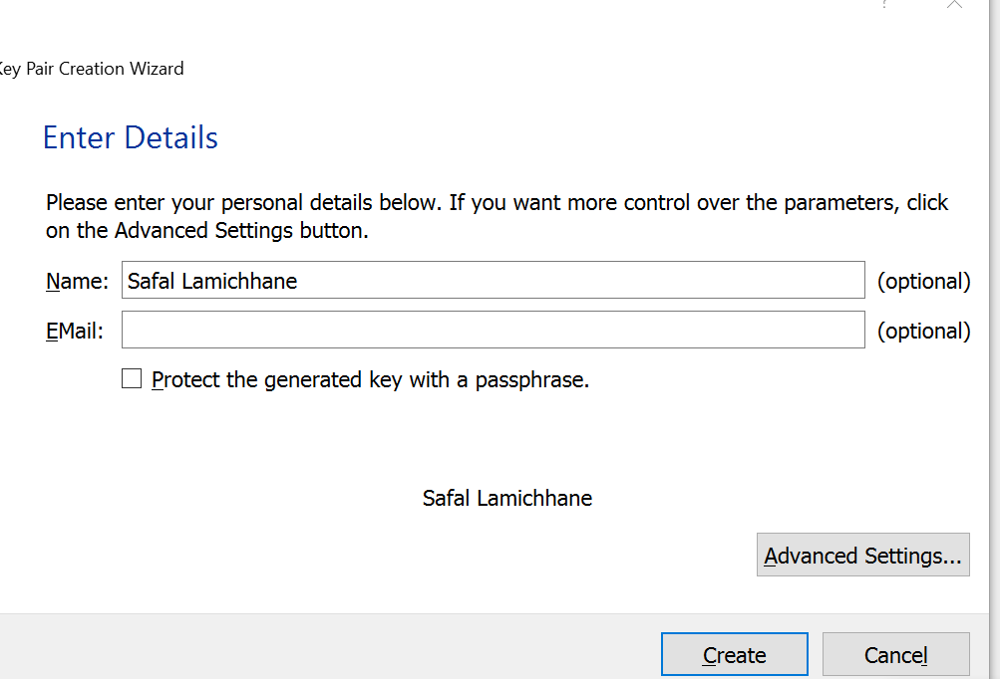 Key Pair Creation Wizard
Enter Details
Please enter your personal details below. If you want more control over the parameters, click
on the Advanced Settings button.
Name: Safal Lamichhane (optional)
EMail: (optional)
Protect the generated key with a passphrase.
Safal Lamichhane
Advanced Settings...
Create Cancel